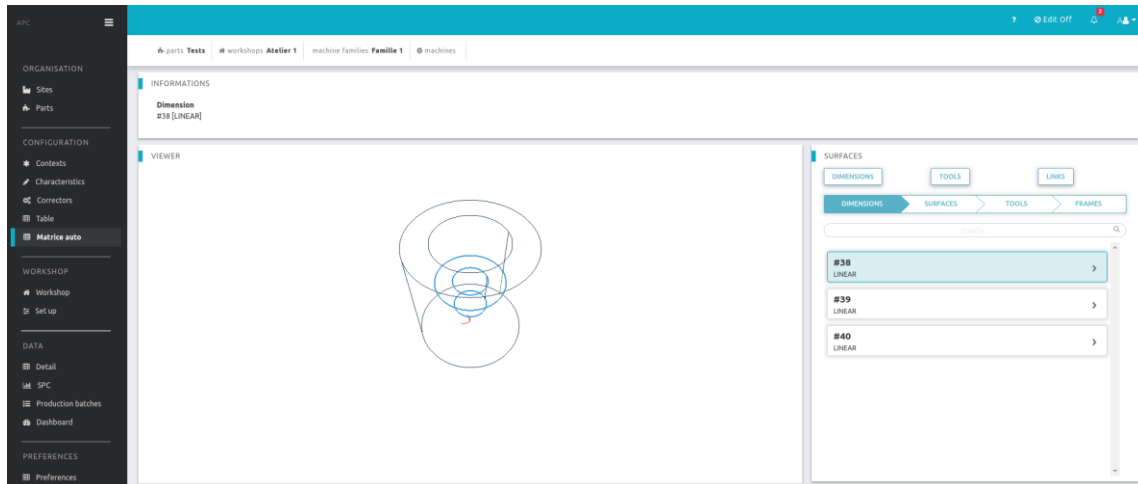 APC
? Edit Off A
parts Tests workshops Atelier 1 machine families Famille 1 machines
ORGANISATION
Sites
Parts
CONFIGURATION
Contexts
Characteristics
Correctors
Table
Matrice auto
WORKSHOP
Workshop
Set up
DATA
Detail
SPC
Production batches
Dashboard
PREFERENCES
Preferences
INFORMATIONS
Dimension
#38 [LINEAR]
VIEWER
SURFACES
DIMENSIONS TOOLS LINKS
DIMENSIONS SURFACES TOOLS FRAMES
SEARCH
#38
LINEAR
#39
LINEAR
#40
LINEAR